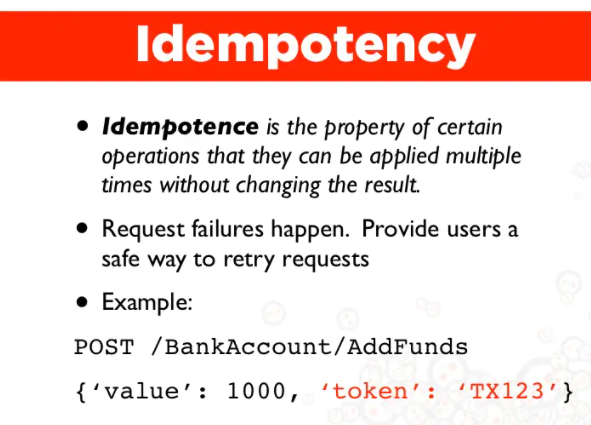 Idempotency
• Idempotence is the property of certain
operations that they can be applied multiple
times without changing the result.
• Request failures happen.  Provide users a
safe way to retry requests
• Example:
POST /BankAccount/AddFunds
{‘value’: 1000, ‘token’: ‘TX123’}